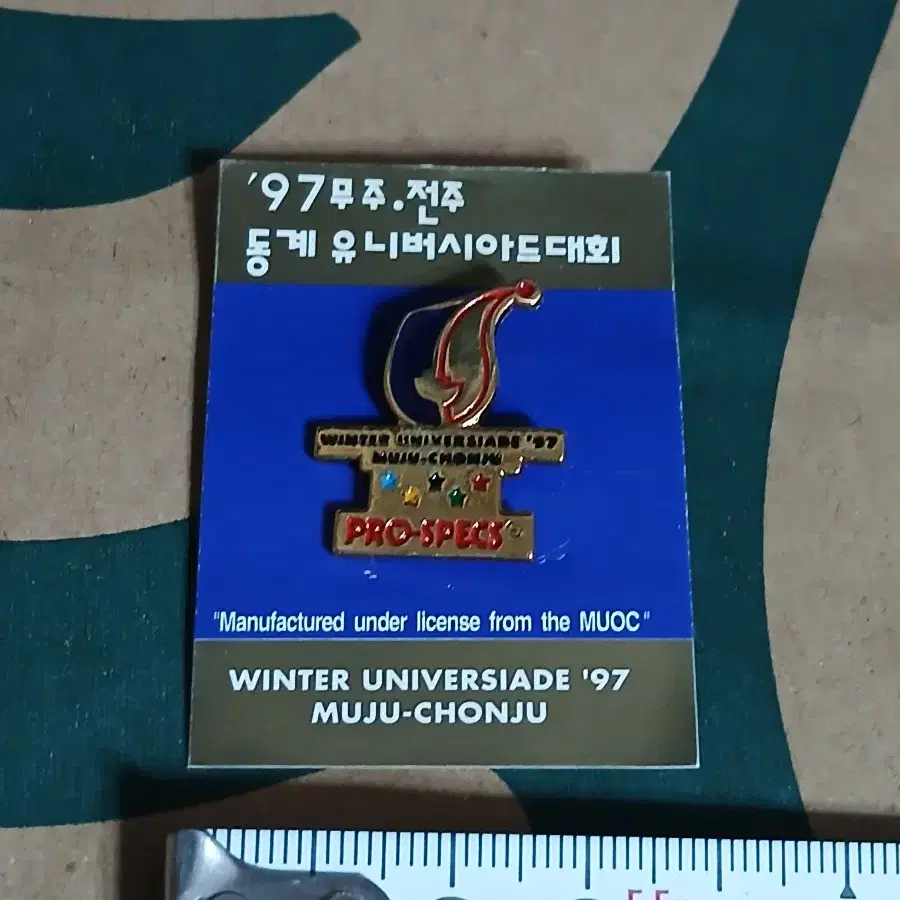 '97무주.전주
동계 유니버시아드대회
WINTER UNIVERSIADE '97
MUJU-CHONJU
PRO-SPECS
"Manufactured under license from the MUOC"
WINTER UNIVERSIADE '97
MUJU-CHONJU